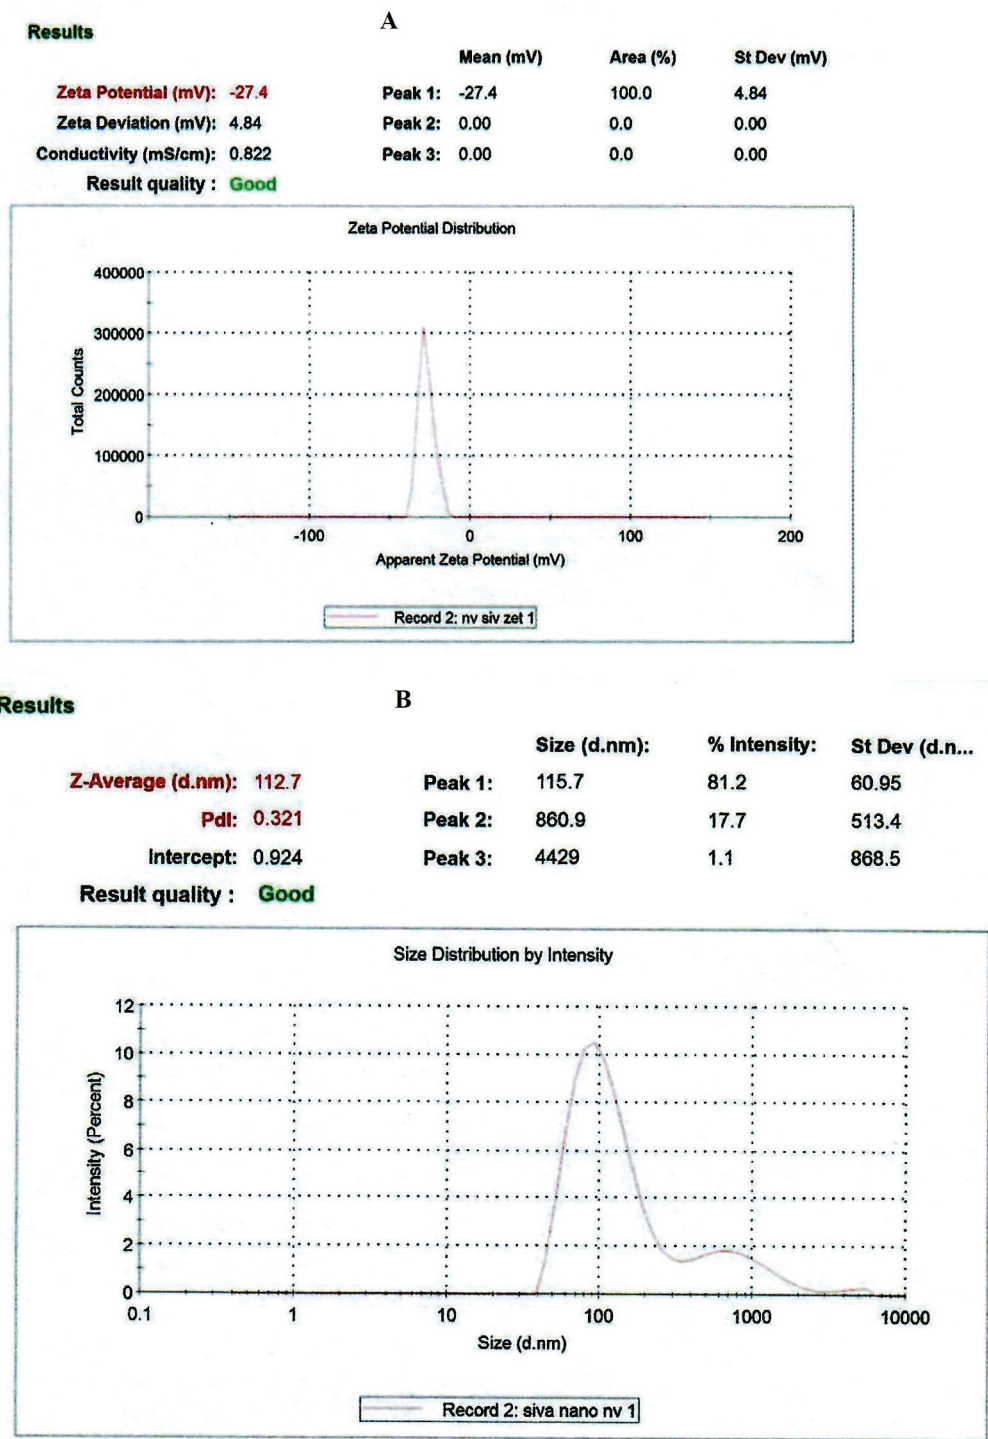 A
Results
Mean (mV) Area (%) St Dev (mV)
Zeta Potential (mV): -27.4 Peak 1: -27.4 100.0 4.84
Zeta Deviation (mV): 4.84 Peak 2: 0.00 0.0 0.00
Conductivity (mS/cm): 0.822 Peak 3: 0.00 0.0 0.00
Result quality : Good
Zeta Potential Distribution
400000
300000
200000
100000
0
Total Counts
-100 0 100 200
Apparent Zeta Potential (mV)
Record 2: nv siv zet 1
B
Results
Size (d.nm): % Intensity: St Dev (d.n...
Z-Average (d.nm): 112.7 Peak 1: 115.7 81.2 60.95
PdI: 0.321 Peak 2: 860.9 17.7 513.4
Intercept: 0.924 Peak 3: 4429 1.1 868.5
Result quality : Good
Size Distribution by Intensity
12
10
8
6
4
2
0
Intensity (Percent)
0.1 1 10 100 1000 10000
Size (d.nm)
Record 2: siva nano nv 1